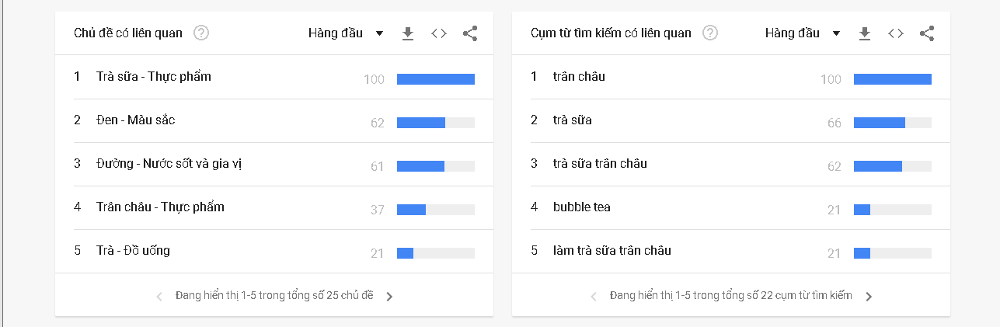 Chủ đề có liên quan ? Hàng đầu
1 Trà sữa - Thực phẩm 100
2 Đen - Màu sắc 62
3 Đường - Nước sốt và gia vị 61
4 Trân châu - Thực phẩm 37
5 Trà - Đồ uống 21
Đang hiển thị 1-5 trong tổng số 25 chủ đề
Cụm từ tìm kiếm có liên quan ? Hàng đầu
1 trân châu 100
2 trà sữa 66
3 trà sữa trân châu 62
4 bubble tea 21
5 làm trà sữa trân châu 21
Đang hiển thị 1-5 trong tổng số 22 cụm từ tìm kiếm